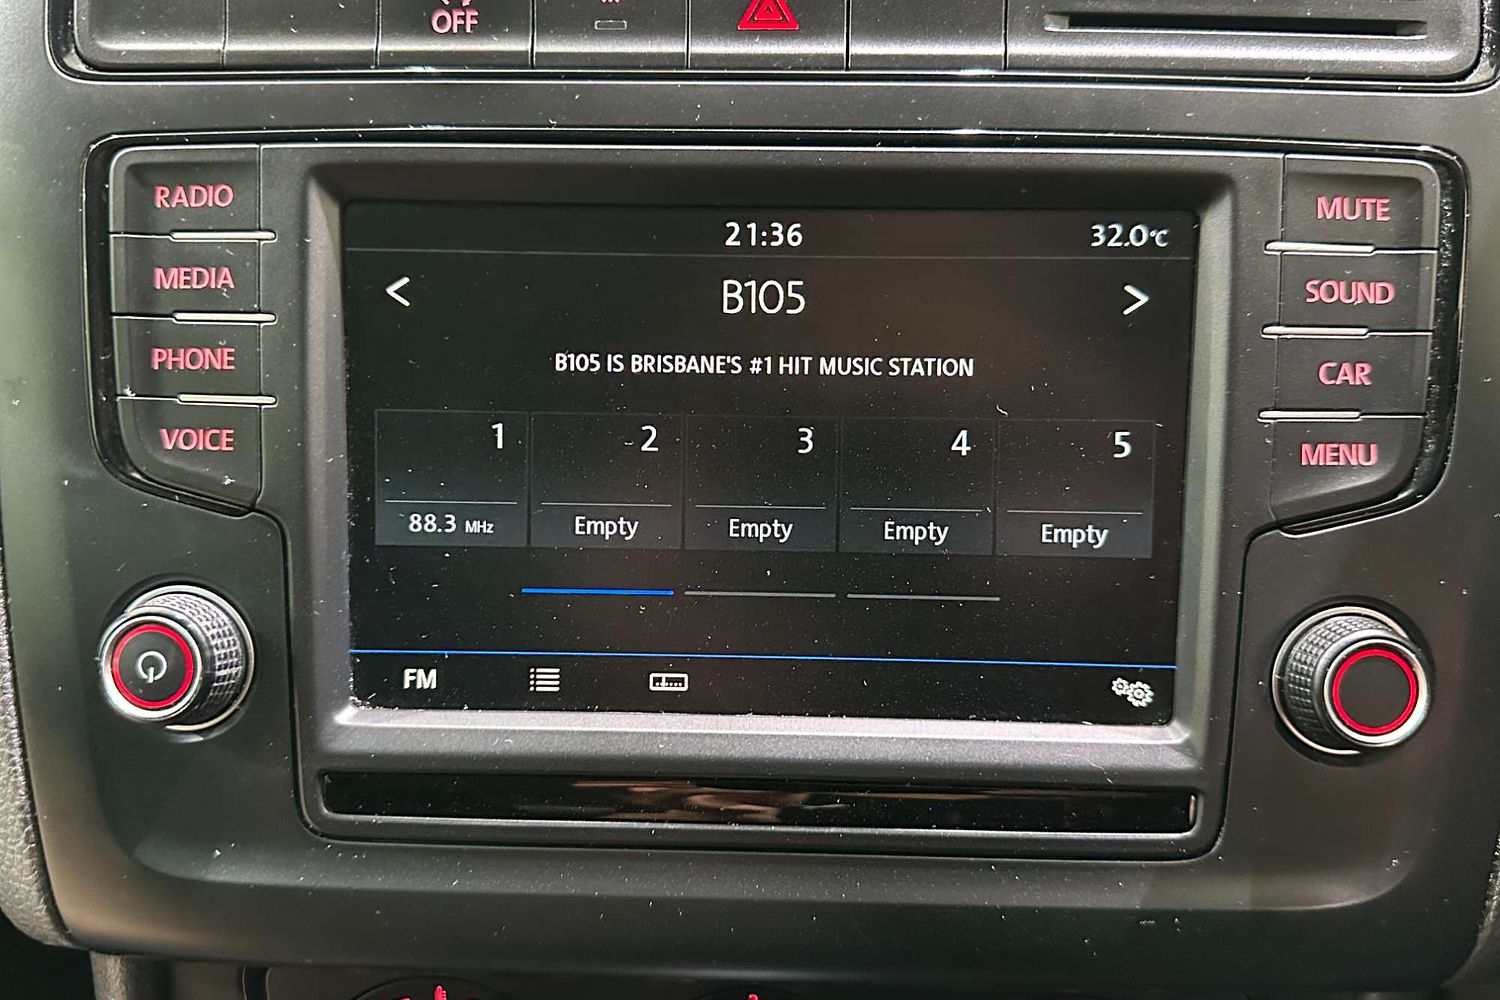 OFF
RADIO
MEDIA
PHONE
VOICE
21:36
32.0°C
<
B105
>
B105 IS BRISBANE'S #1 HIT MUSIC STATION
1
2
3
4
5
88.3 MHz
Empty
Empty
Empty
Empty
FM
MUTE
SOUND
CAR
MENU